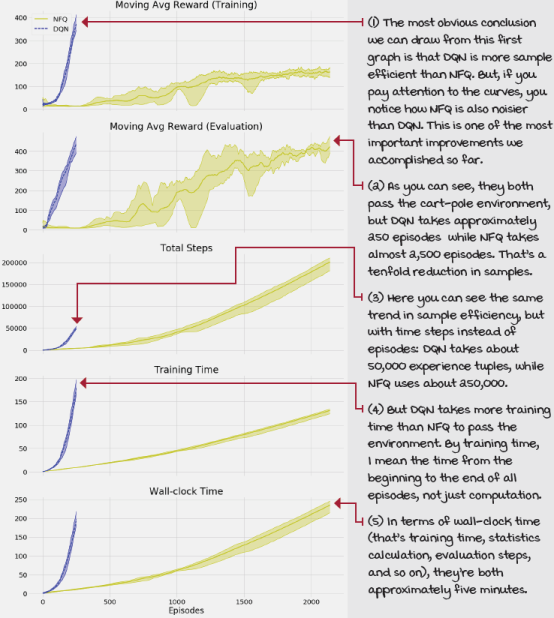 Moving Avg Reward (Training)
400
300
200
100
0
NFQ
DQN
Moving Avg Reward (Evaluation)
400
300
200
100
0
Total Steps
200000
150000
100000
50000
0
Training Time
200
150
100
50
0
Wall-clock Time
250
200
150
100
50
0
0
500
1000
1500
2000
Episodes
(1) The most obvious conclusion
we can draw from this first
graph is that DQN is more sample
efficient than NFQ. But, if you
pay attention to the curves, you
notice how NFQ is also noisier
than DQN. This is one of the most
important improvements we
accomplished so far.
(2) As you can see, they both
pass the cart-pole environment,
but DQN takes approximately
250 episodes while NFQ takes
almost 2,500 episodes. That's a
tenfold reduction in samples.
(3) Here you can see the same
trend in sample efficiency, but
with time steps instead of
episodes: DQN takes about
50,000 experience tuples, while
NFQ uses about 250,000.
(4) But DQN takes more training
time than NFQ to pass the
environment. By training time,
I mean the time from the
beginning to the end of all
episodes, not just computation.
(5) In terms of wall-clock time
(that's training time, statistics
calculation, evaluation steps,
and so on), they're both
approximately five minutes.